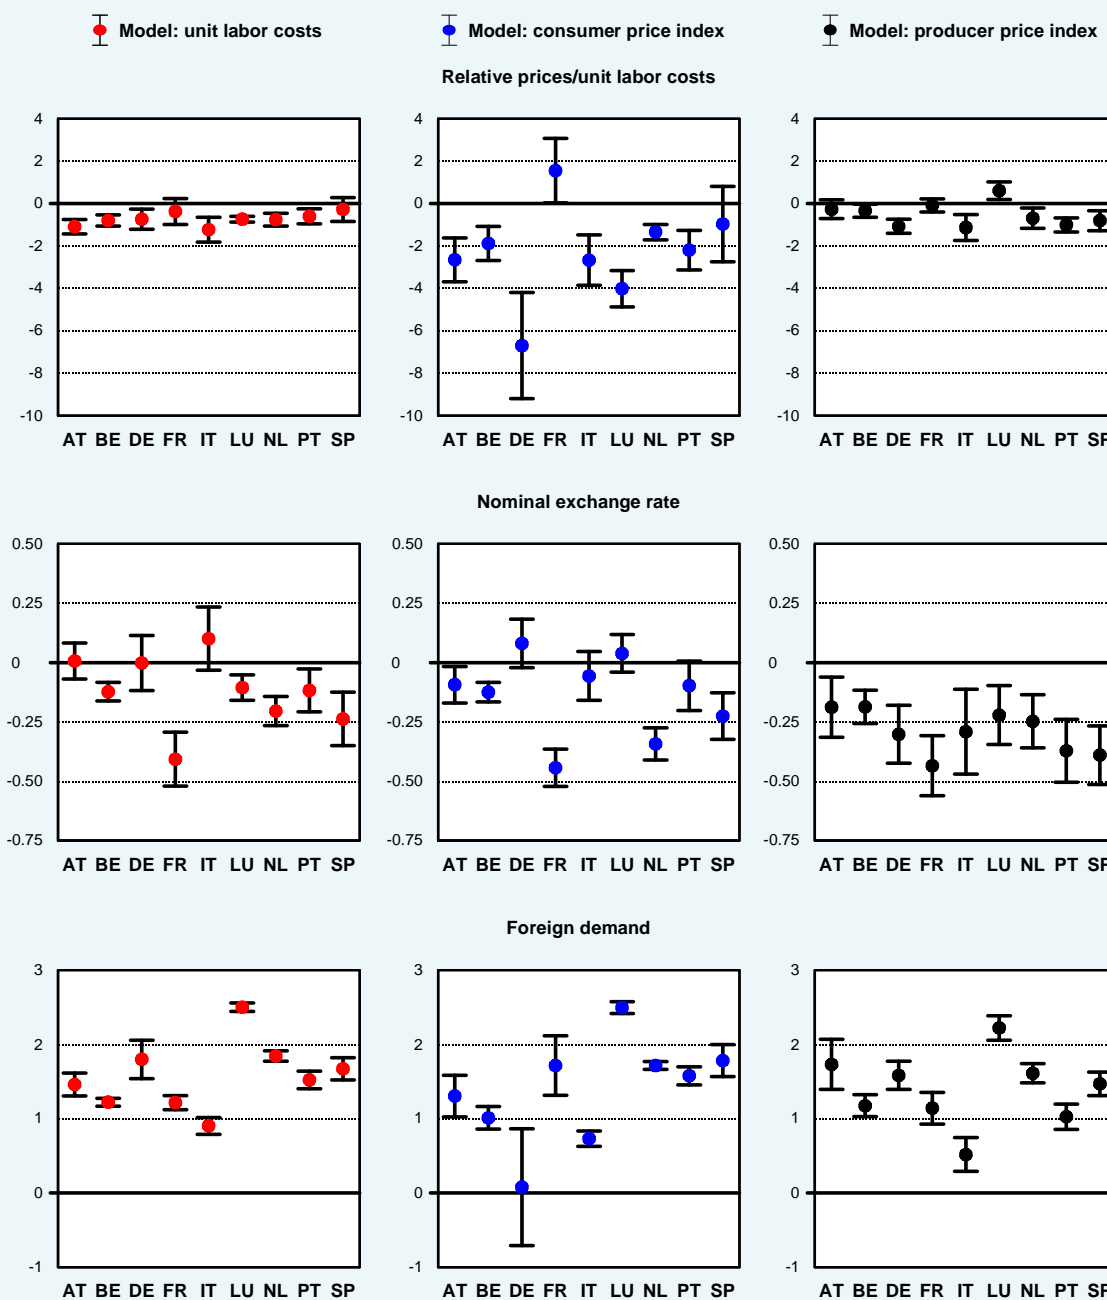 Model: unit labor costs Model: consumer price index Model: producer price index
Relative prices/unit labor costs
4 4 4
2 2 2
0 0 0
-2 -2 -2
-4 -4 -4
-6 -6 -6
-8 -8 -8
-10 -10 -10
AT BE DE FR IT LU NL PT SP AT BE DE FR IT LU NL PT SP AT BE DE FR IT LU NL PT SP
Nominal exchange rate
0.50 0.50 0.50
0.25 0.25 0.25
0 0 0
-0.25 -0.25 -0.25
-0.50 -0.50 -0.50
-0.75 -0.75 -0.75
AT BE DE FR IT LU NL PT SP AT BE DE FR IT LU NL PT SP AT BE DE FR IT LU NL PT SP
Foreign demand
3 3 3
2 2 2
1 1 1
0 0 0
-1 -1 -1
AT BE DE FR IT LU NL PT SP AT BE DE FR IT LU NL PT SP AT BE DE FR IT LU NL PT SP